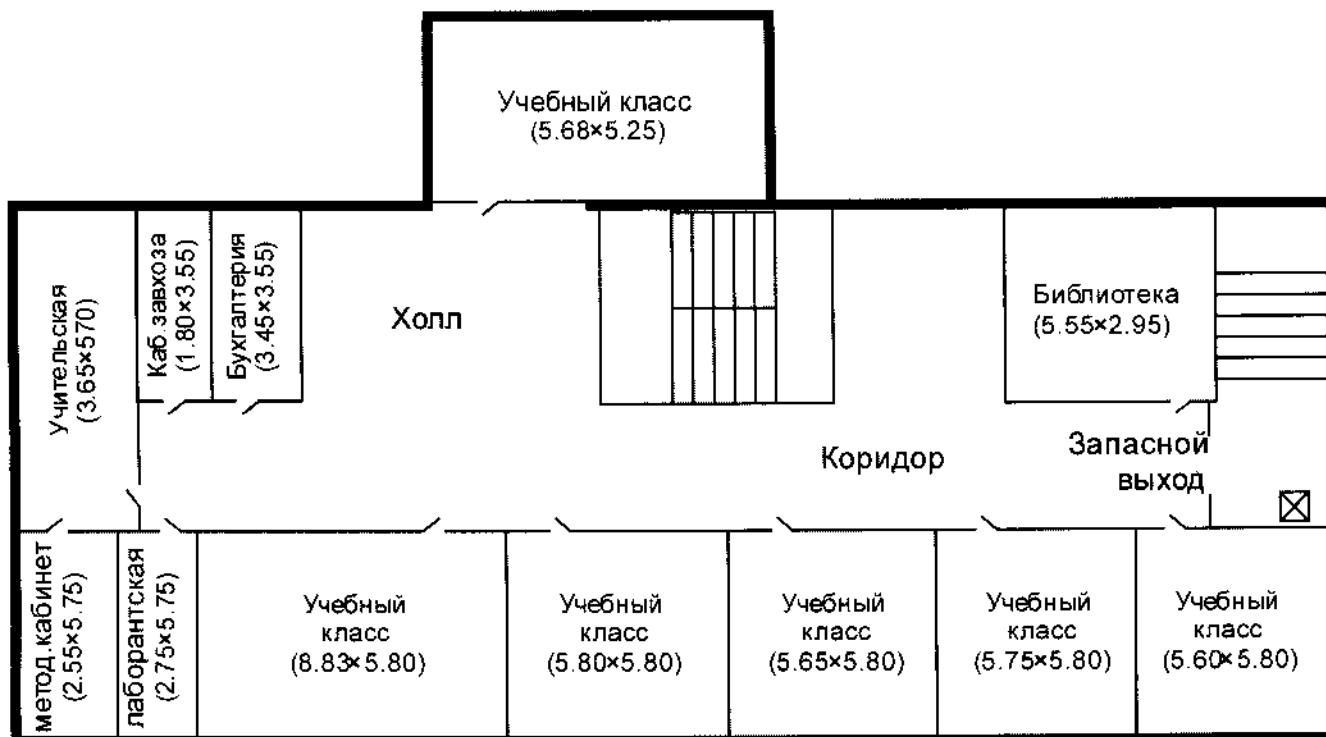 Учебный класс
(5.68×5.25)
Учительская
(3.65×570)
Каб.завхоза
(1.80×3.55)
Бухгалтерия
(3.45×3.55)
Холл
Библиотека
(5.55×2.95)
Коридор
Запасной
выход
метод.кабинет
(2.55×5.75)
лаборантская
(2.75×5.75)
Учебный
класс
(8.83×5.80)
Учебный
класс
(5.80×5.80)
Учебный
класс
(5.65×5.80)
Учебный
класс
(5.75×5.80)
Учебный
класс
(5.60×5.80)